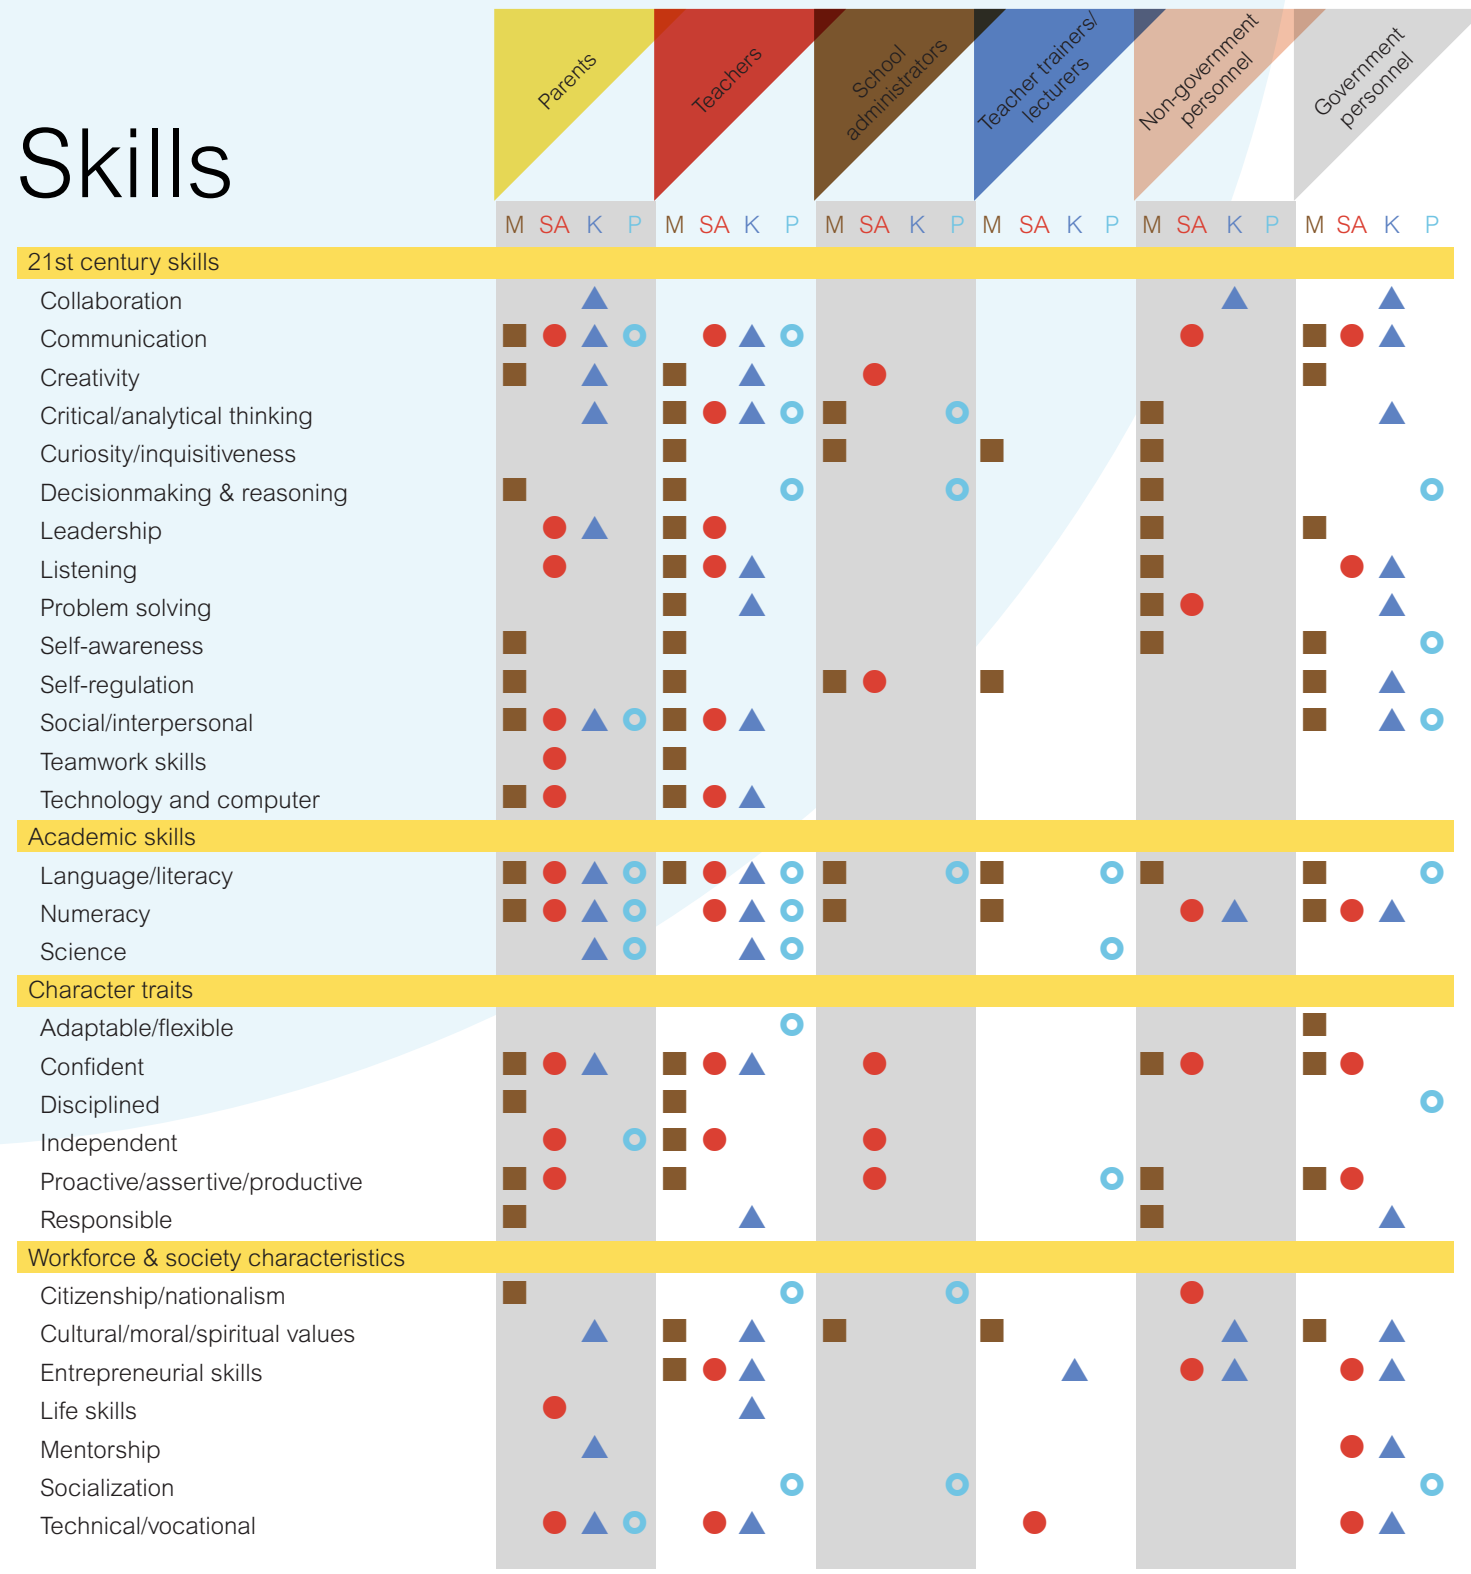 Parents
Teachers
School
administrators
Teacher trainers/
lecturers
Non-government
personnel
Government
personnel
Skills
M SA K P M SA K P M SA K P M SA K P M SA K P M SA K P
21st century skills
Collaboration
Communication
Creativity
Critical/analytical thinking
Curiosity/inquisitiveness
Decisionmaking & reasoning
Leadership
Listening
Problem solving
Self-awareness
Self-regulation
Social/interpersonal
Teamwork skills
Technology and computer
Academic skills
Language/literacy
Numeracy
Science
Character traits
Adaptable/flexible
Confident
Disciplined
Independent
Proactive/assertive/productive
Responsible
Workforce & society characteristics
Citizenship/nationalism
Cultural/moral/spiritual values
Entrepreneurial skills
Life skills
Mentorship
Socialization
Technical/vocational